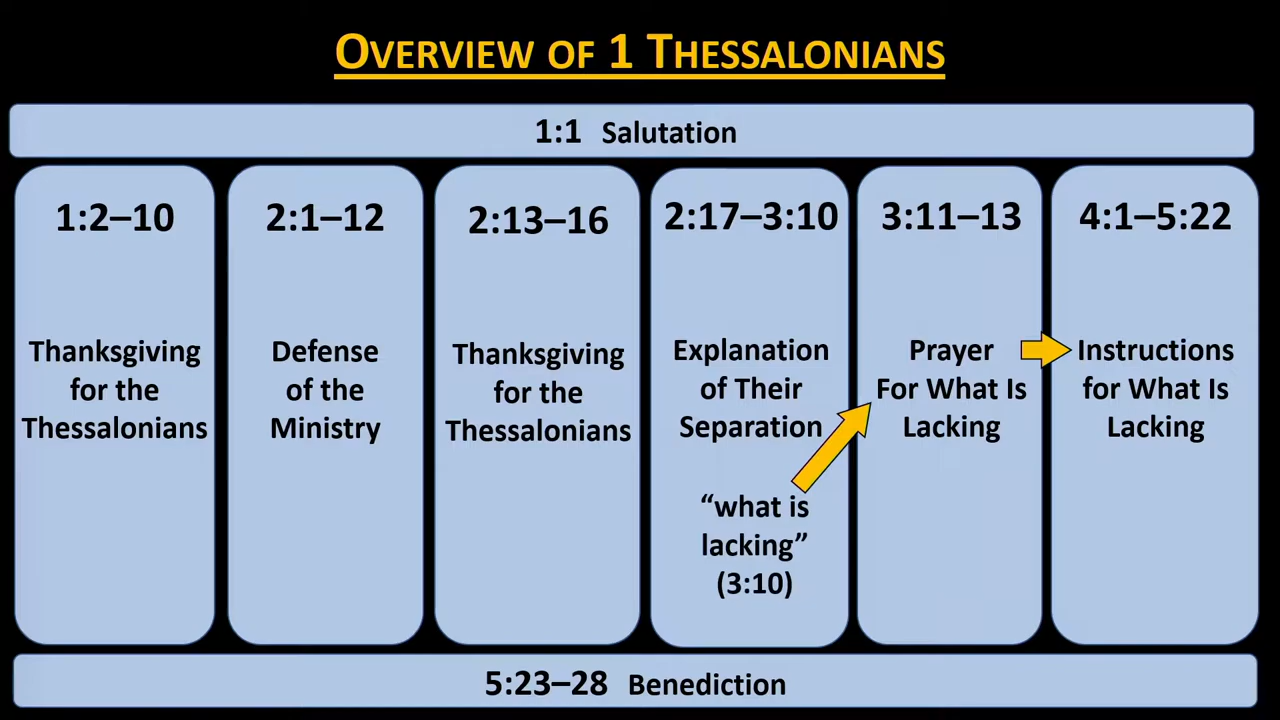 OVERVIEW OF 1 THESSALONIANS
1:1 Salutation
1:2–10
Thanksgiving
for the
Thessalonians
2:1–12
Defense
of the
Ministry
2:13–16
Thanksgiving
for the
Thessalonians
2:17–3:10
Explanation
of Their
Separation
“what is
lacking”
(3:10)
3:11–13
Prayer
For What Is
Lacking
4:1–5:22
Instructions
for What Is
Lacking
5:23–28 Benediction